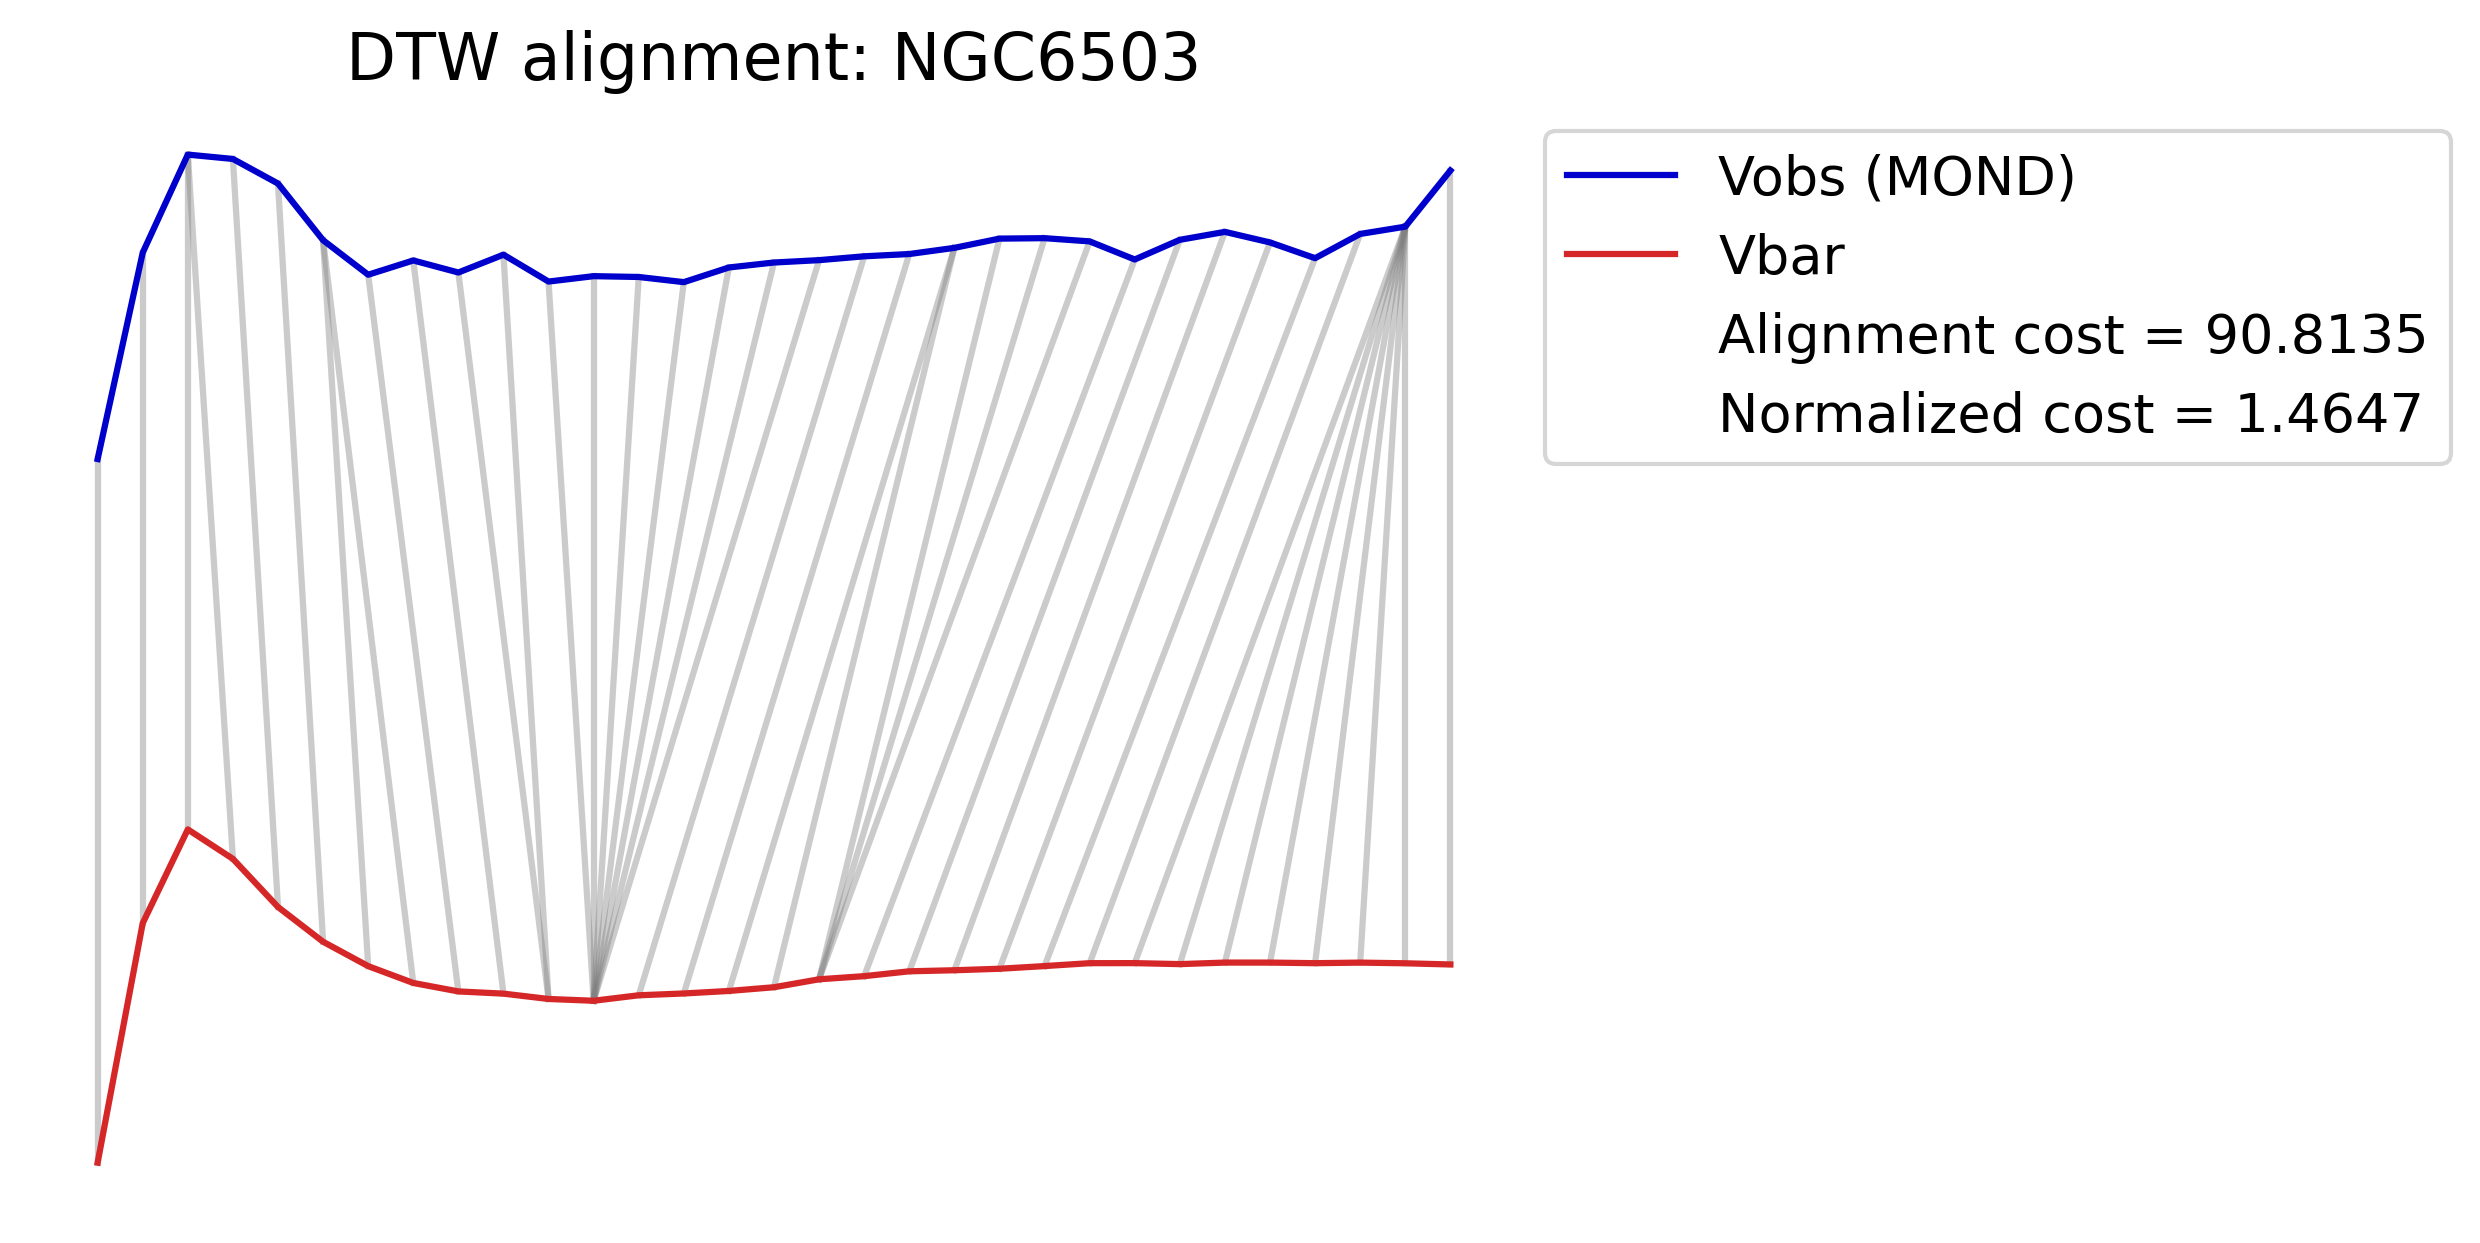 DTW alignment: NGC6503
Vobs (MOND)
Vbar
Alignment cost = 90.8135
Normalized cost = 1.4647